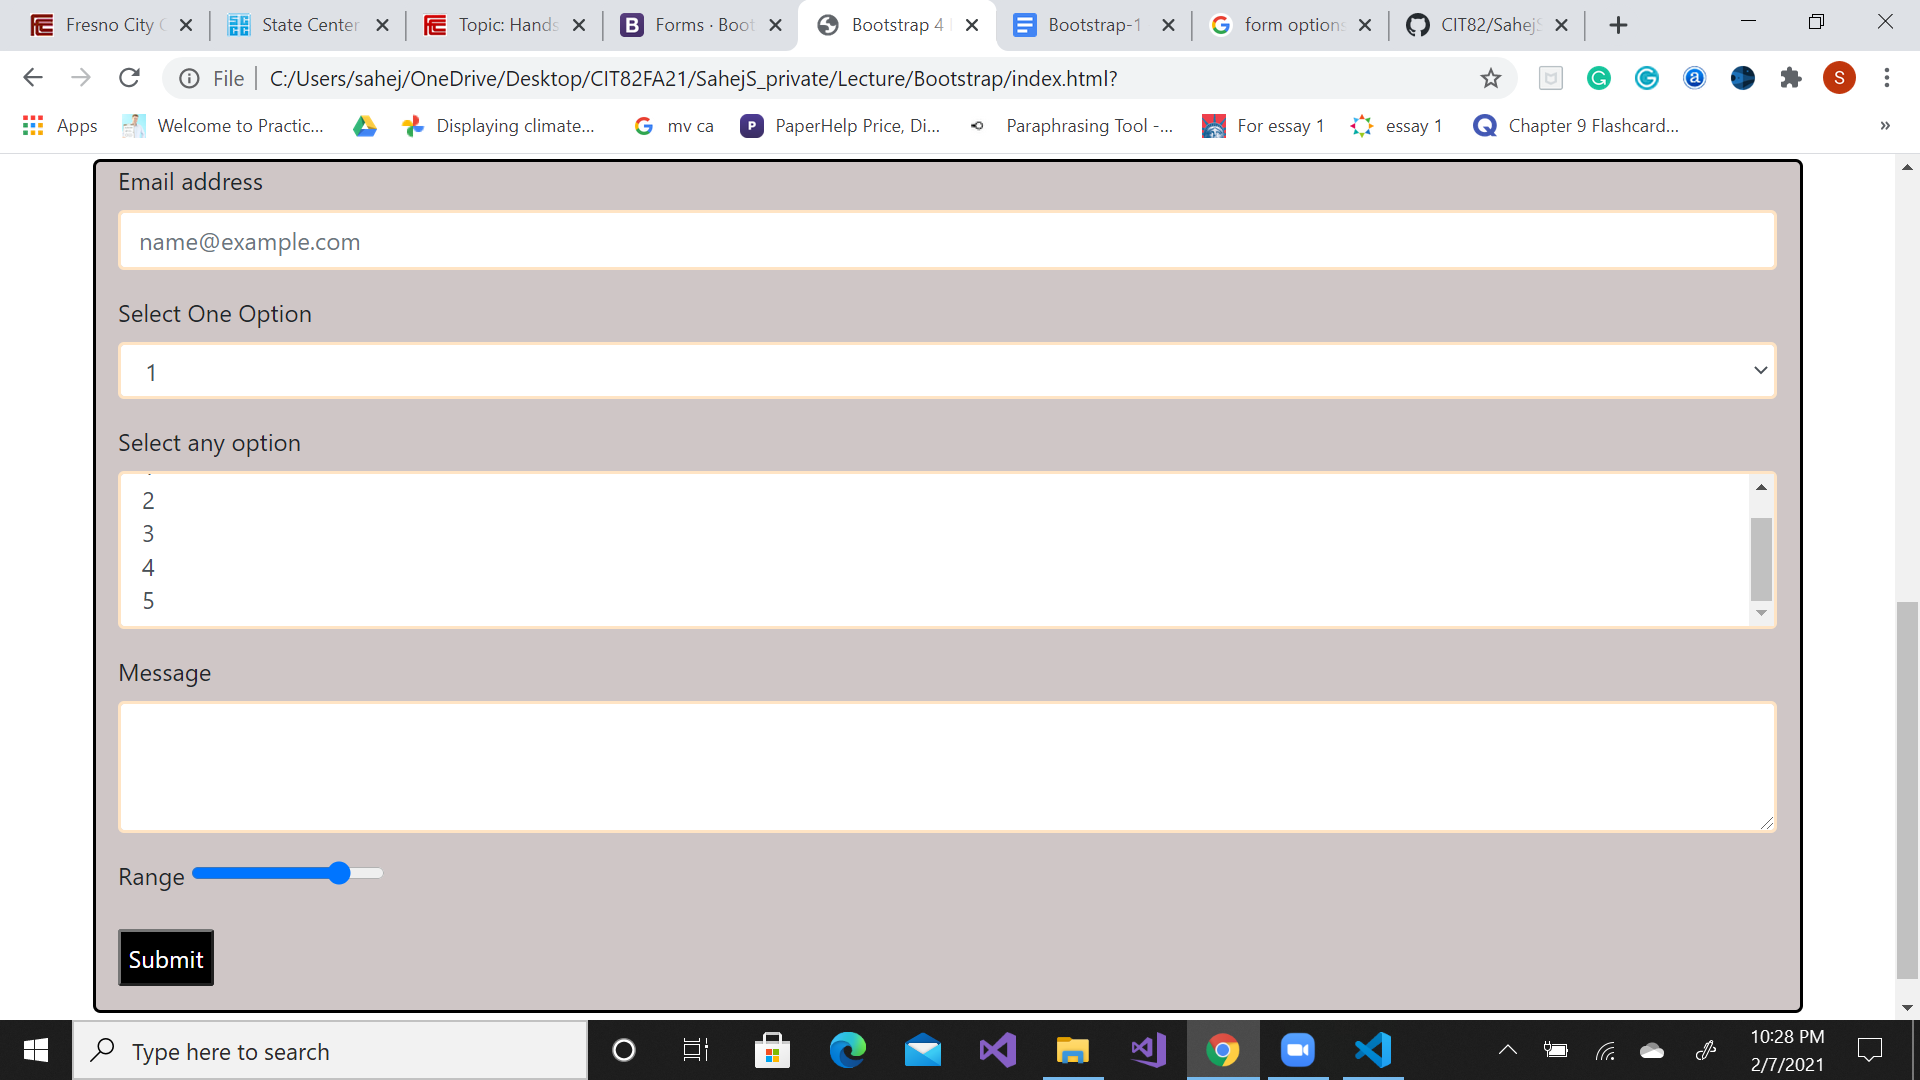 Fresno City
State Center
Topic: Hands
Forms · Boot
Bootstrap 4
Bootstrap-1
form options
CIT82/SahejS
File
C:/Users/sahej/OneDrive/Desktop/CIT82FA21/SahejS_private/Lecture/Bootstrap/index.html?
S
Apps
Welcome to Practic...
Displaying climate...
mv ca
PaperHelp Price, Di...
Paraphrasing Tool -...
For essay 1
essay 1
Chapter 9 Flashcard...
»
Email address
name@example.com
Select One Option
1
Select any option
2
3
4
5
Message
Range
Submit
Type here to search
10:28 PM
2/7/2021